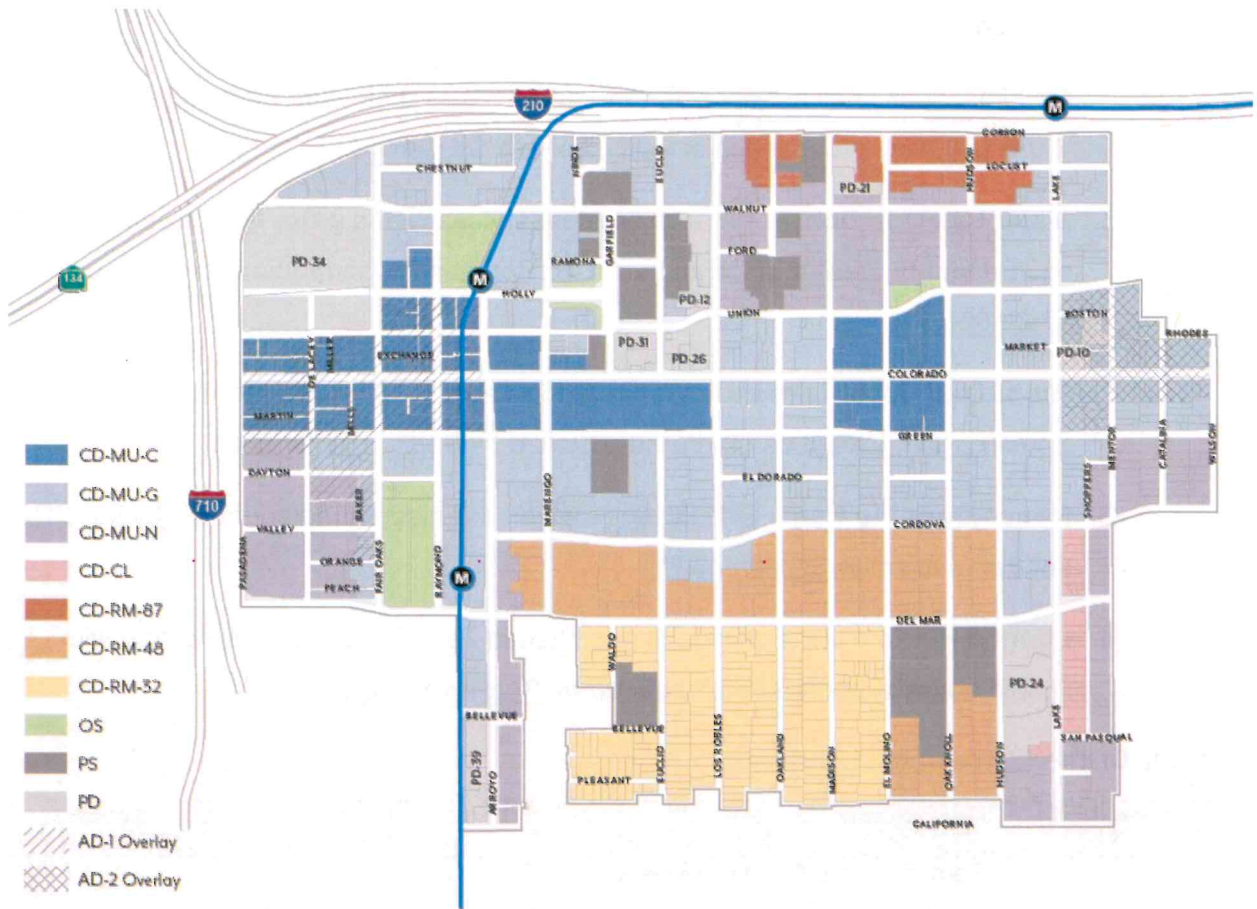 210
M
CORSON
CHESTNUT
HINDE
EUCLID
HUDSON
LOCUST
LAKE
PD-21
WALNUT
GARFIELD
FORD
RAMONA
PD-34
134
M
HOLLY
PD-12
UNION
BOSTON
RHODES
DE LACEY
MILLER
EXCHANGE
PD-31
PD-26
MARKET
PD-10
COLORADO
MARTIN
MILLS
GREEN
CD-MU-C
DAYTON
EL DORADO
SHOPPERS
MENTOR
CATALINA
WILSON
CD-MU-G
710
BAKER
MARENGO
CD-MU-N
VALLEY
CORDOVA
PASADENA
ORANGE
FAIR OAKS
RAYMOND
CD-CL
PEACH
M
CD-RM-87
DEL MAR
CD-RM-48
WALDO
CD-RM-32
PD-24
OS
BELLEVUE
BELLEVUE
LAKE
SAN PASQUAL
PS
PD-39
PLEASANT
EUCLID
LOS ROBLES
OAKLAND
MADISON
EL MOLINO
OAK KNOLL
HUDSON
PD
ARROYO
CALIFORNIA
AD-1 Overlay
AD-2 Overlay